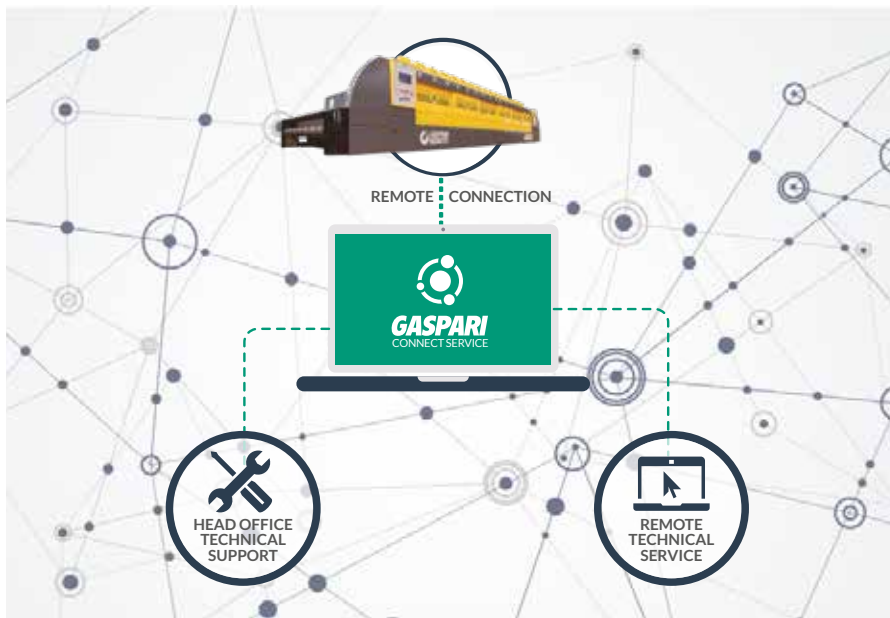 REMOTE CONNECTION
GASPARI
CONNECT SERVICE
HEAD OFFICE
TECHNICAL
SUPPORT
REMOTE
TECHNICAL
SERVICE